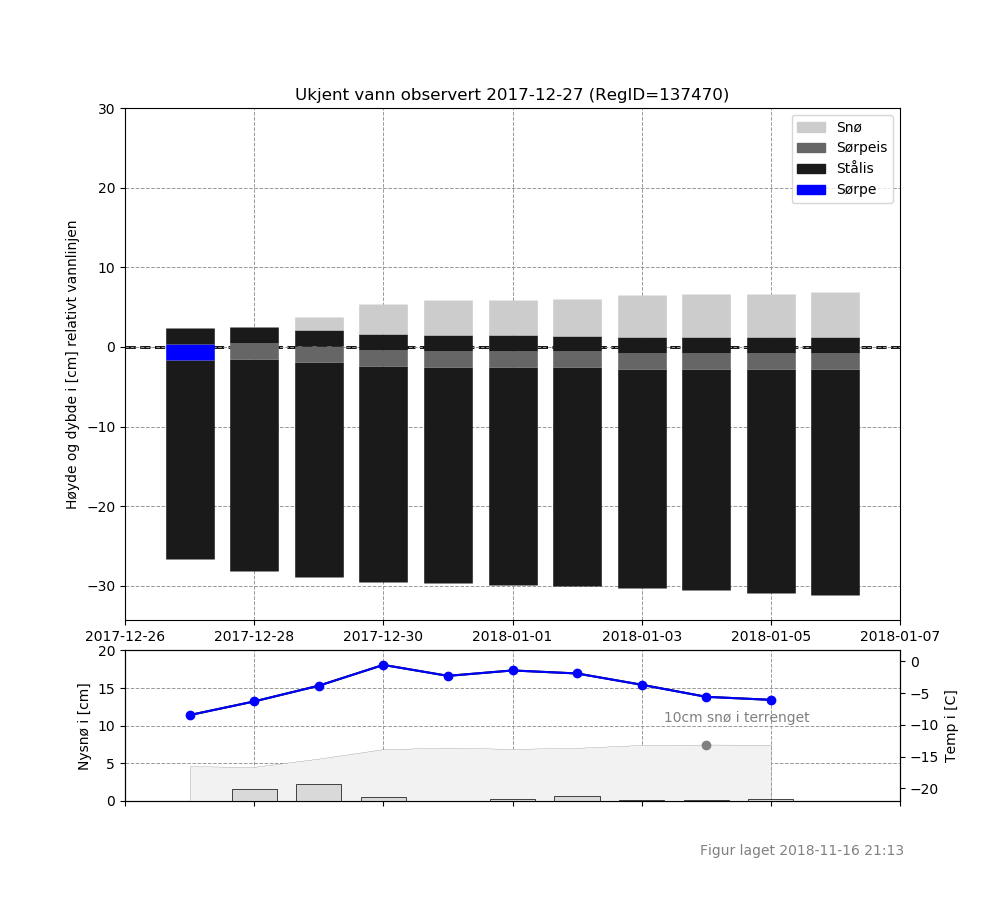 Ukjent vann observert 2017-12-27 (RegID=137470)
30
20
10
0
−10
−20
−30
Høyde og dybde i [cm] relativt vannlinjen
Snø
Sørpeis
Stålis
Sørpe
2017-12-26 2017-12-28 2017-12-30 2018-01-01 2018-01-03 2018-01-05 2018-01-07
20
15
10
5
0
Nysnø i [cm]
10cm snø i terrenget
0
−5
−10
−15
−20
Temp i [C]
Figur laget 2018-11-16 21:13